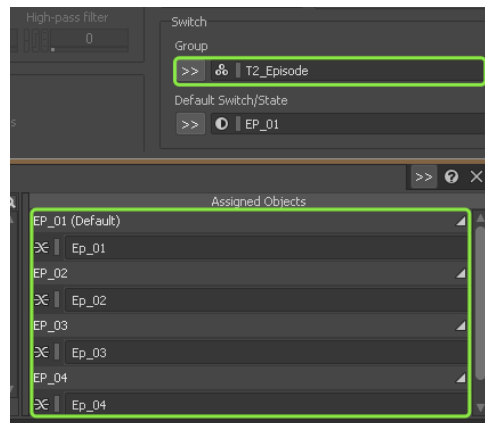 High-pass filter
0
Switch
Group
>> T2_Episode
Default Switch/State
>> EP_01
s
>> ? ×
Assigned Objects
EP_01 (Default)
Ep_01
EP_02
Ep_02
EP_03
Ep_03
EP_04
Ep_04